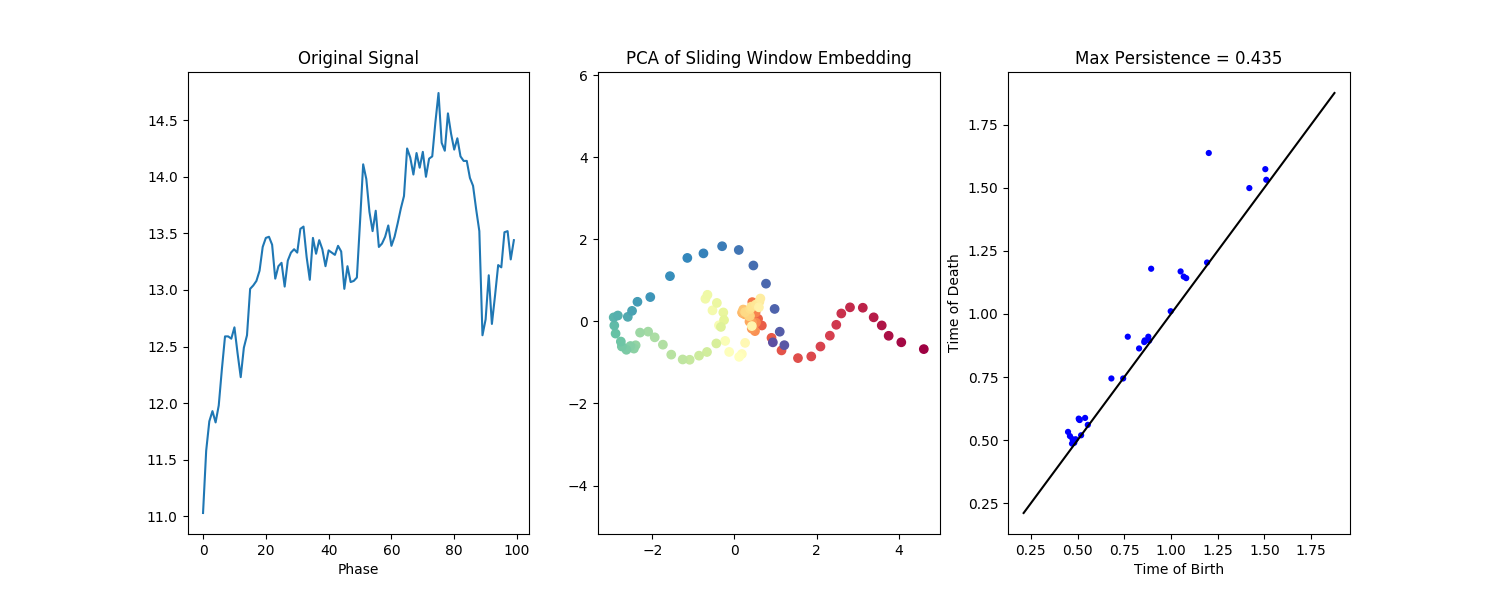 Original Signal
14.5
14.0
13.5
13.0
12.5
12.0
11.5
11.0
0 20 40 60 80 100
Phase
PCA of Sliding Window Embedding
6
4
2
0
−2
−4
−2 0 2 4
Max Persistence = 0.435
Time of Death
1.75
1.50
1.25
1.00
0.75
0.50
0.25
0.25 0.50 0.75 1.00 1.25 1.50 1.75
Time of Birth